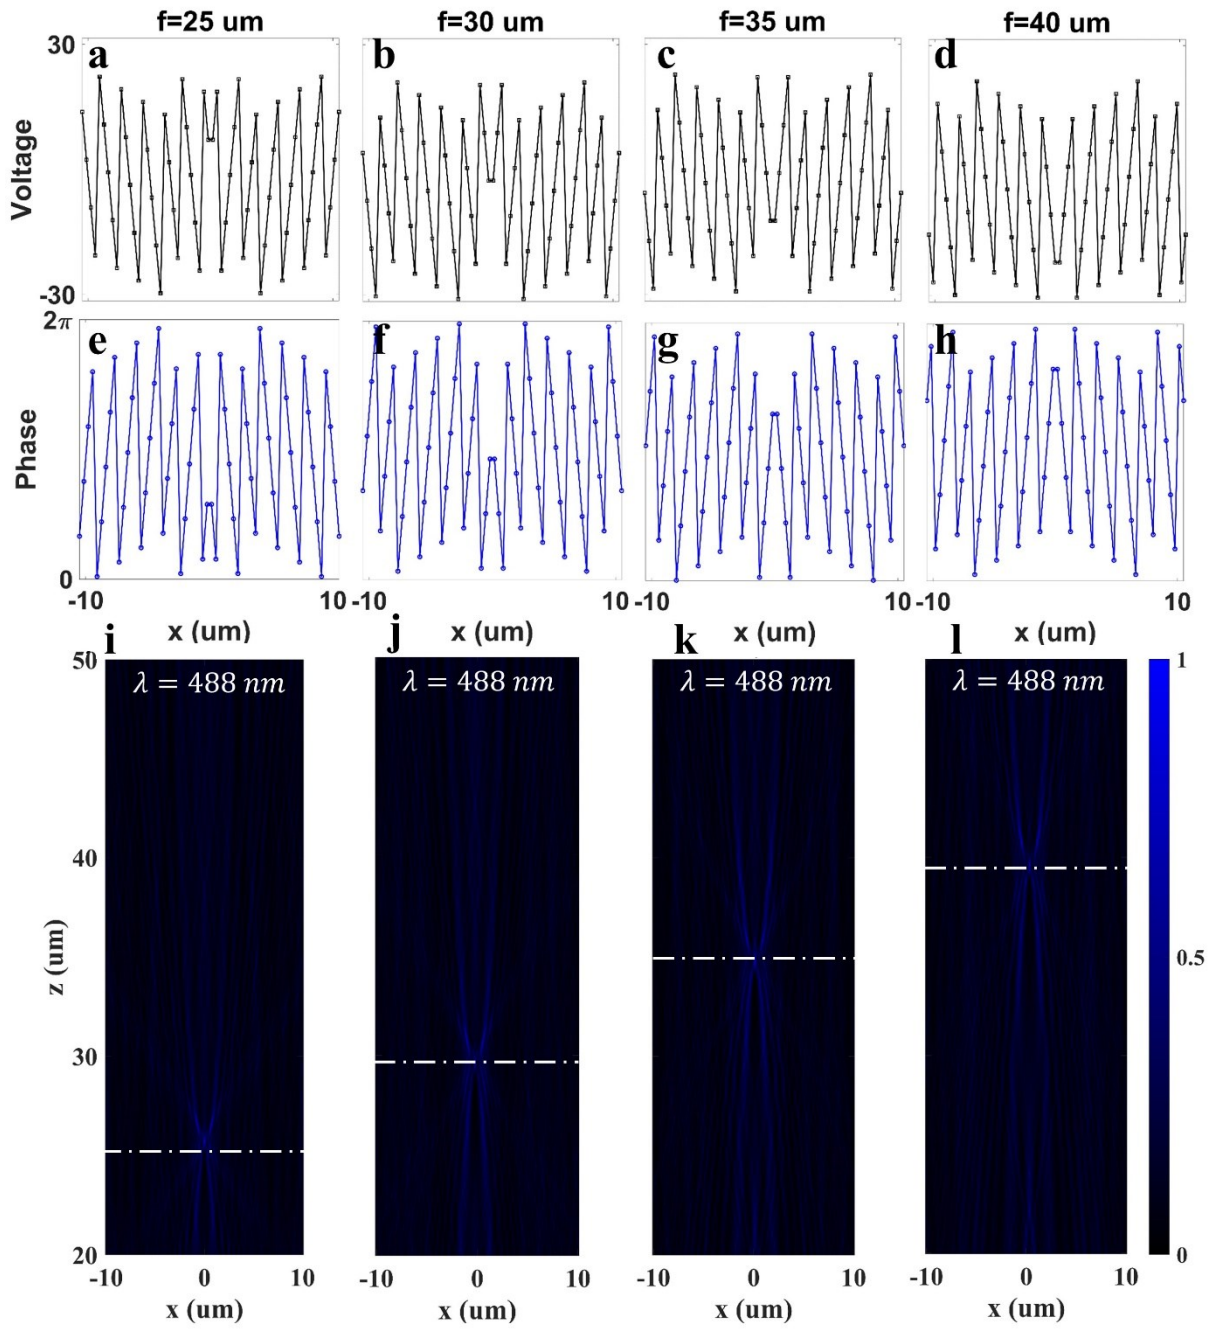 f=25 um f=30 um f=35 um f=40 um
30
a b c d
Voltage
-30
2π
e f g h
Phase
0
-10 10 -10 10 -10 10 -10 10
x (um) x (um) x (um) x (um)
i j k l
50
λ = 488 nm λ = 488 nm λ = 488 nm λ = 488 nm
1
40
z (um)
0.5
30
20
0
-10 0 10 -10 0 10 -10 0 10 -10 0 10
x (um) x (um) x (um) x (um)